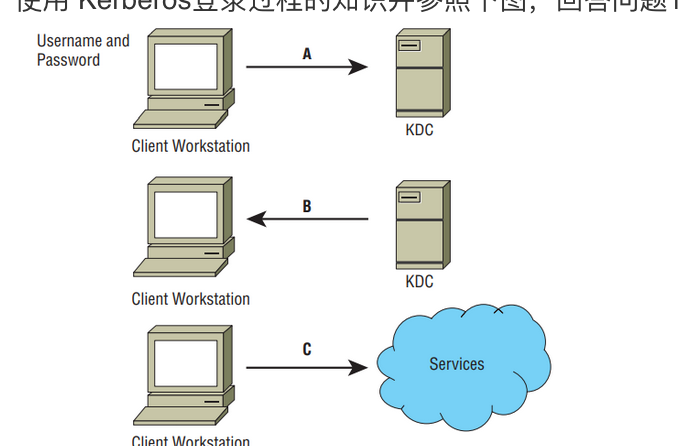 使用 Kerberos登录过程的知识并参照下图，回答问题1
Username and
Password
A
KDC
Client Workstation
B
KDC
Client Workstation
C
Services
Client Workstation